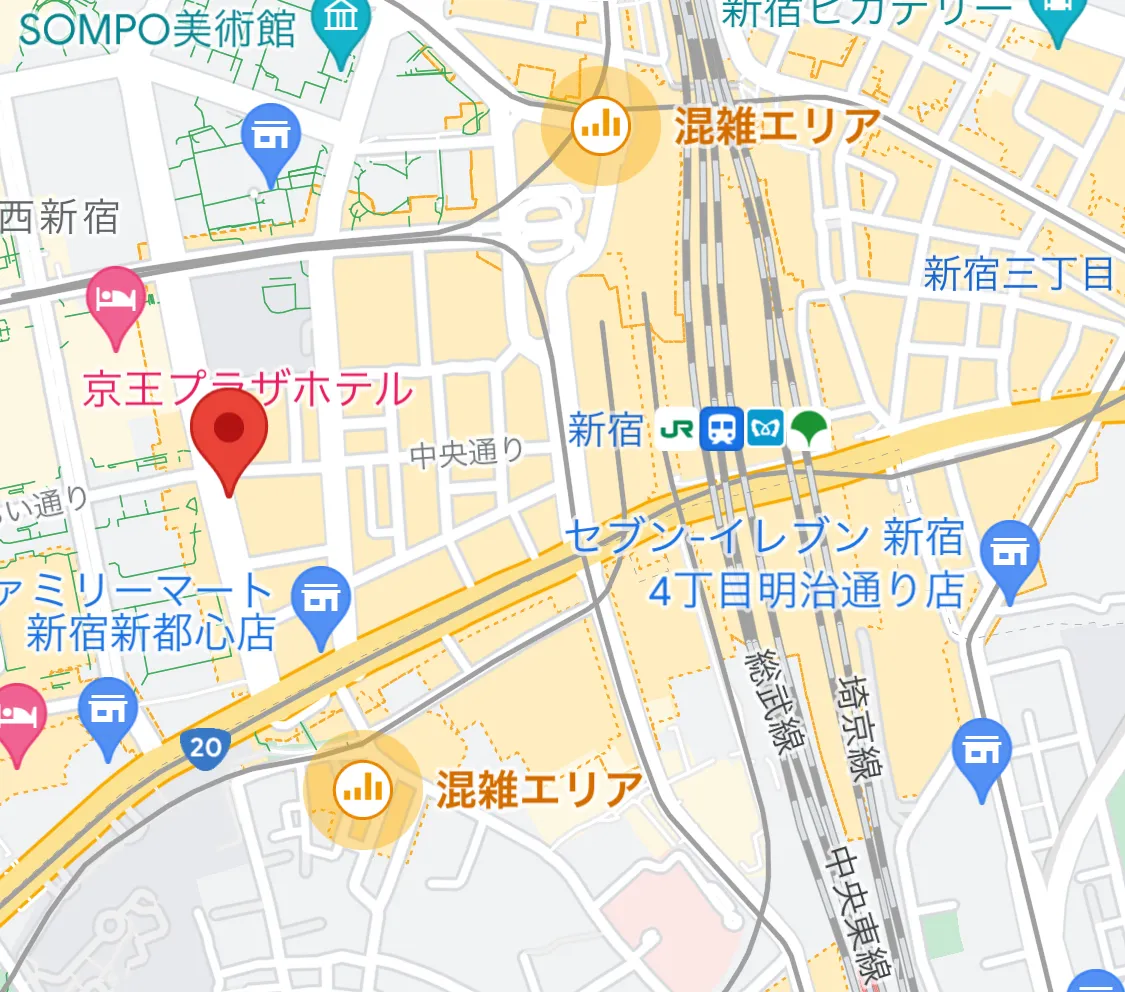 SOMPO美術館
新宿ピカデリー
混雑エリア
西新宿
新宿三丁目
京王プラザホテル
新宿
JR
中央通り
い通り
セブン-イレブン 新宿
4丁目明治通り店
ァミリーマート
新宿新都心店
総武線
埼京線
20
混雑エリア
中央東線